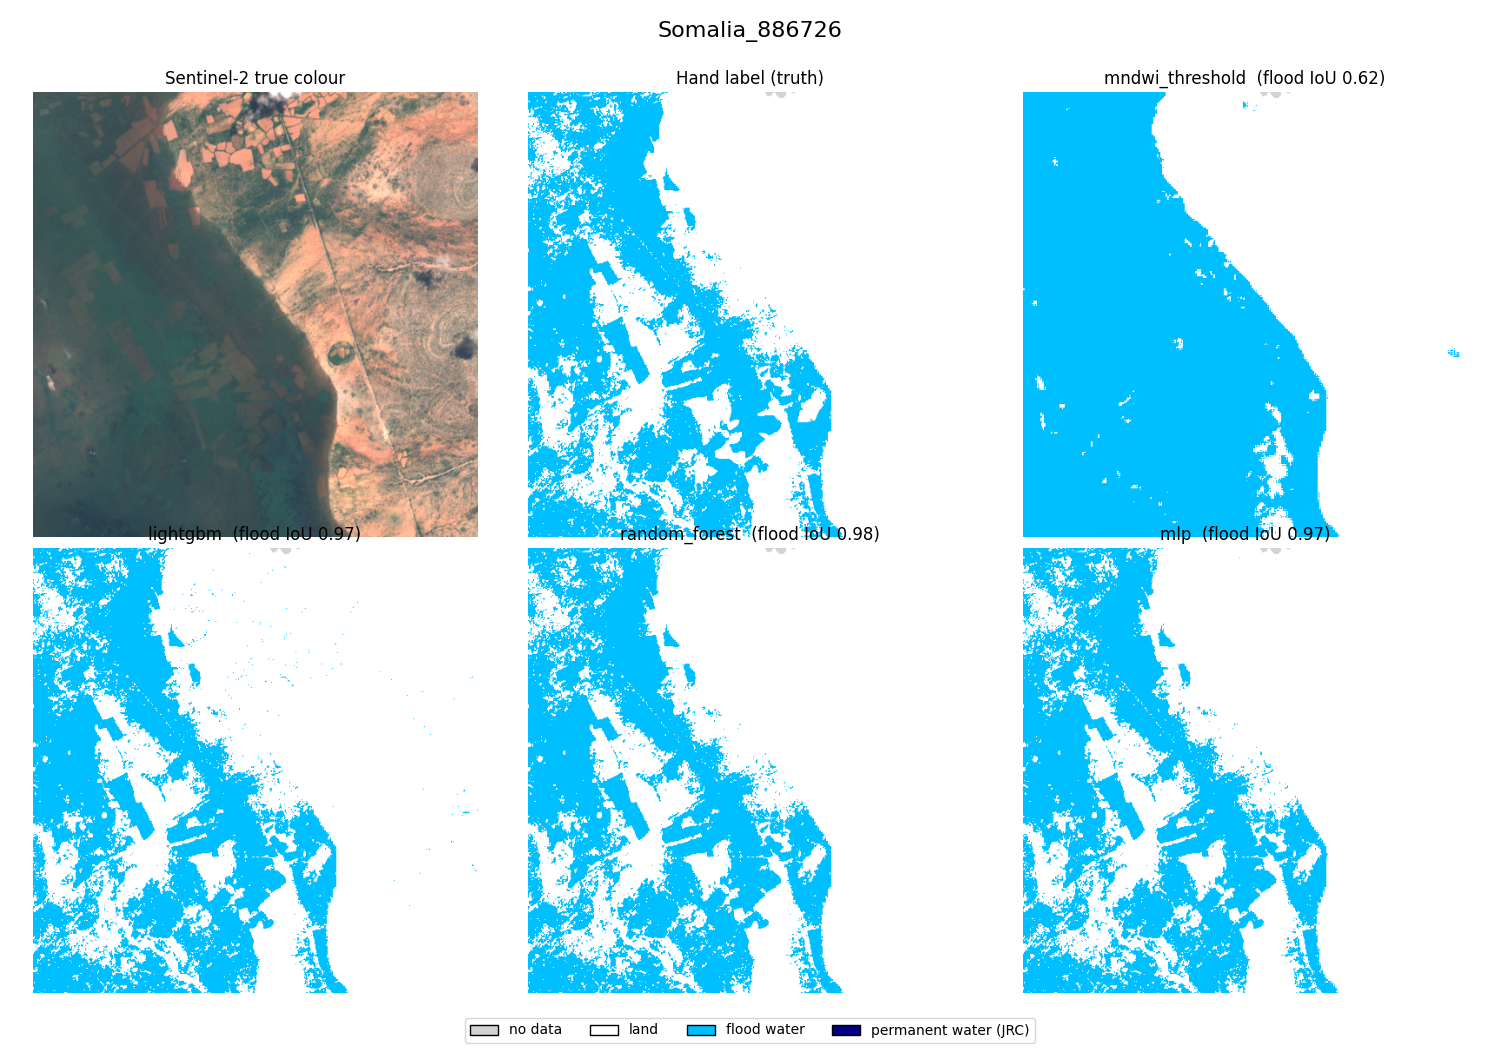 Somalia_886726
Sentinel-2 true colour
Hand label (truth)
mndwi_threshold  (flood IoU 0.62)
lightgbm  (flood IoU 0.97)
random_forest  (flood IoU 0.98)
mlp  (flood IoU 0.97)
no data
land
flood water
permanent water (JRC)